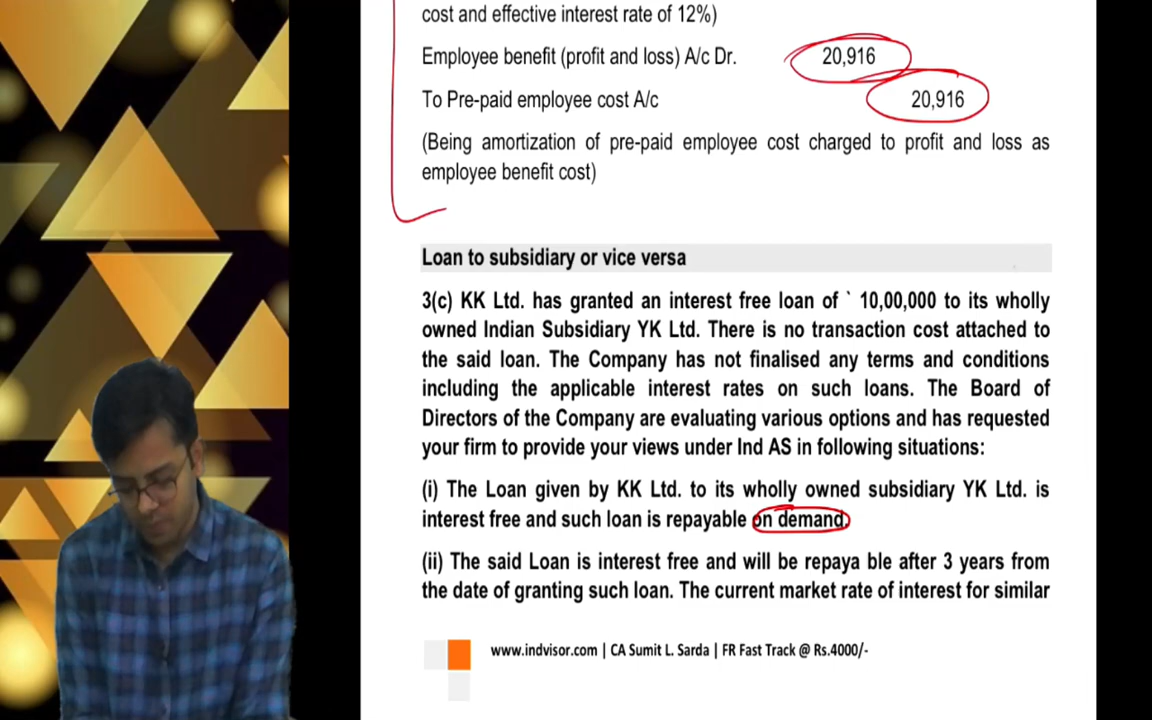 cost and effective interest rate of 12%)
Employee benefit (profit and loss) A/c Dr. 20,916
To Pre-paid employee cost A/c 20,916
(Being amortization of pre-paid employee cost charged to profit and loss as
employee benefit cost)
Loan to subsidiary or vice versa
3(c) KK Ltd. has granted an interest free loan of ` 10,00,000 to its wholly
owned Indian Subsidiary YK Ltd. There is no transaction cost attached to
the said loan. The Company has not finalised any terms and conditions
including the applicable interest rates on such loans. The Board of
Directors of the Company are evaluating various options and has requested
your firm to provide your views under Ind AS in following situations:
(i) The Loan given by KK Ltd. to its wholly owned subsidiary YK Ltd. is
interest free and such loan is repayable on demand.
(ii) The said Loan is interest free and will be repaya ble after 3 years from
the date of granting such loan. The current market rate of interest for similar
www.indvisor.com | CA Sumit L. Sarda | FR Fast Track @ Rs.4000/-